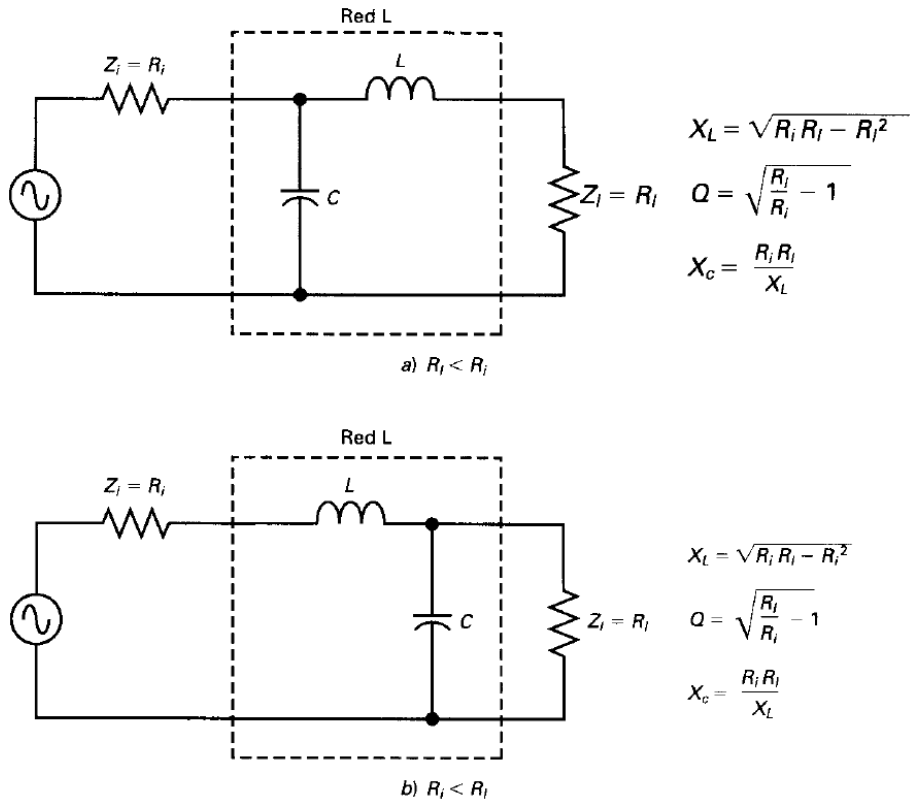 Red L
Z_i = R_i
L
C
Z_l = R_l
X_L = √(R_i R_l − R_l²)
Q = √(R_l/R_i − 1)
X_c = R_i R_l / X_L
a) R_l < R_i
Red L
Z_i = R_i
L
C
Z_l = R_l
X_L = √(R_i R_l − R_i²)
Q = √(R_l/R_i − 1)
X_c = R_i R_l / X_L
b) R_i < R_l